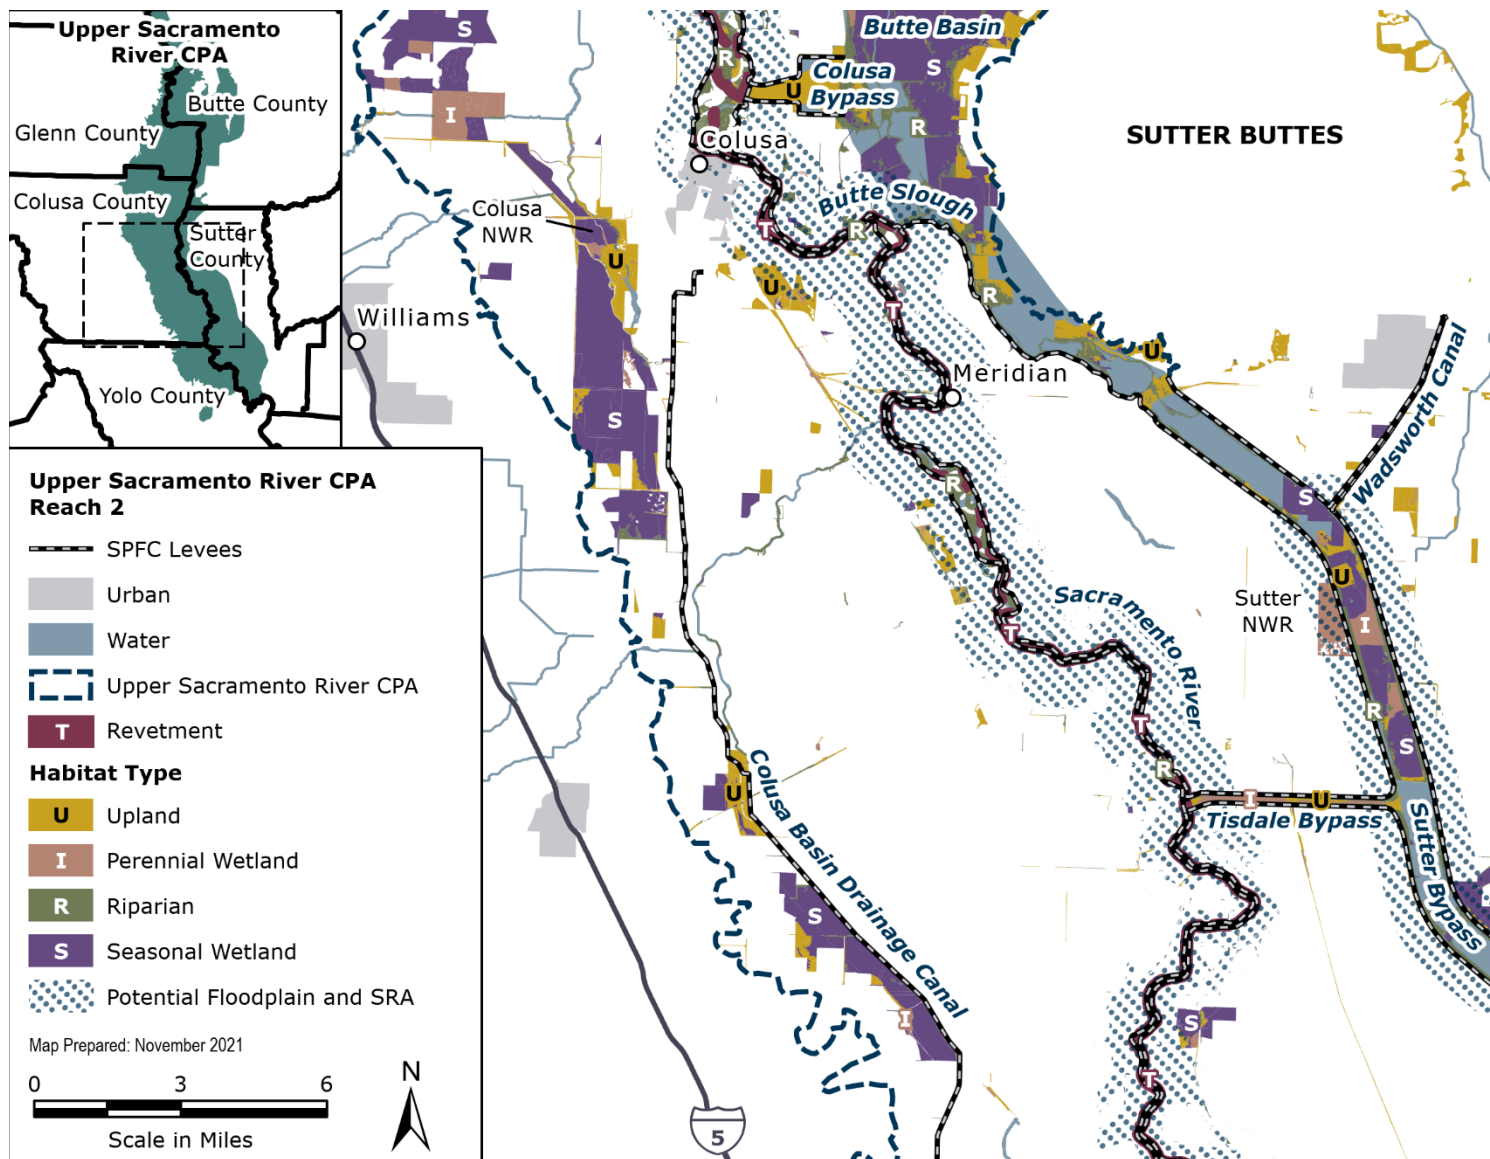 Upper Sacramento
River CPA
Butte County
Glenn County
Colusa County
Sutter
County
Yolo County
Upper Sacramento River CPA
Reach 2
SPFC Levees
Urban
Water
Upper Sacramento River CPA
T Revetment
Habitat Type
U Upland
I Perennial Wetland
R Riparian
S Seasonal Wetland
Potential Floodplain and SRA
Map Prepared: November 2021
0 3 6
Scale in Miles
N
S
R
Butte Basin
S
Colusa
Bypass
U
I
R
SUTTER BUTTES
Colusa
Butte Slough
Colusa
NWR
T
R
U
U
R
T
Williams
U
Meridian
Wadsworth Canal
S
R
S
U
Sutter
NWR
I
Sacramento River
T
R
T
S
R
U
I
U
Tisdale Bypass
Sutter Bypass
Colusa Basin Drainage Canal
S
I
S
T
5